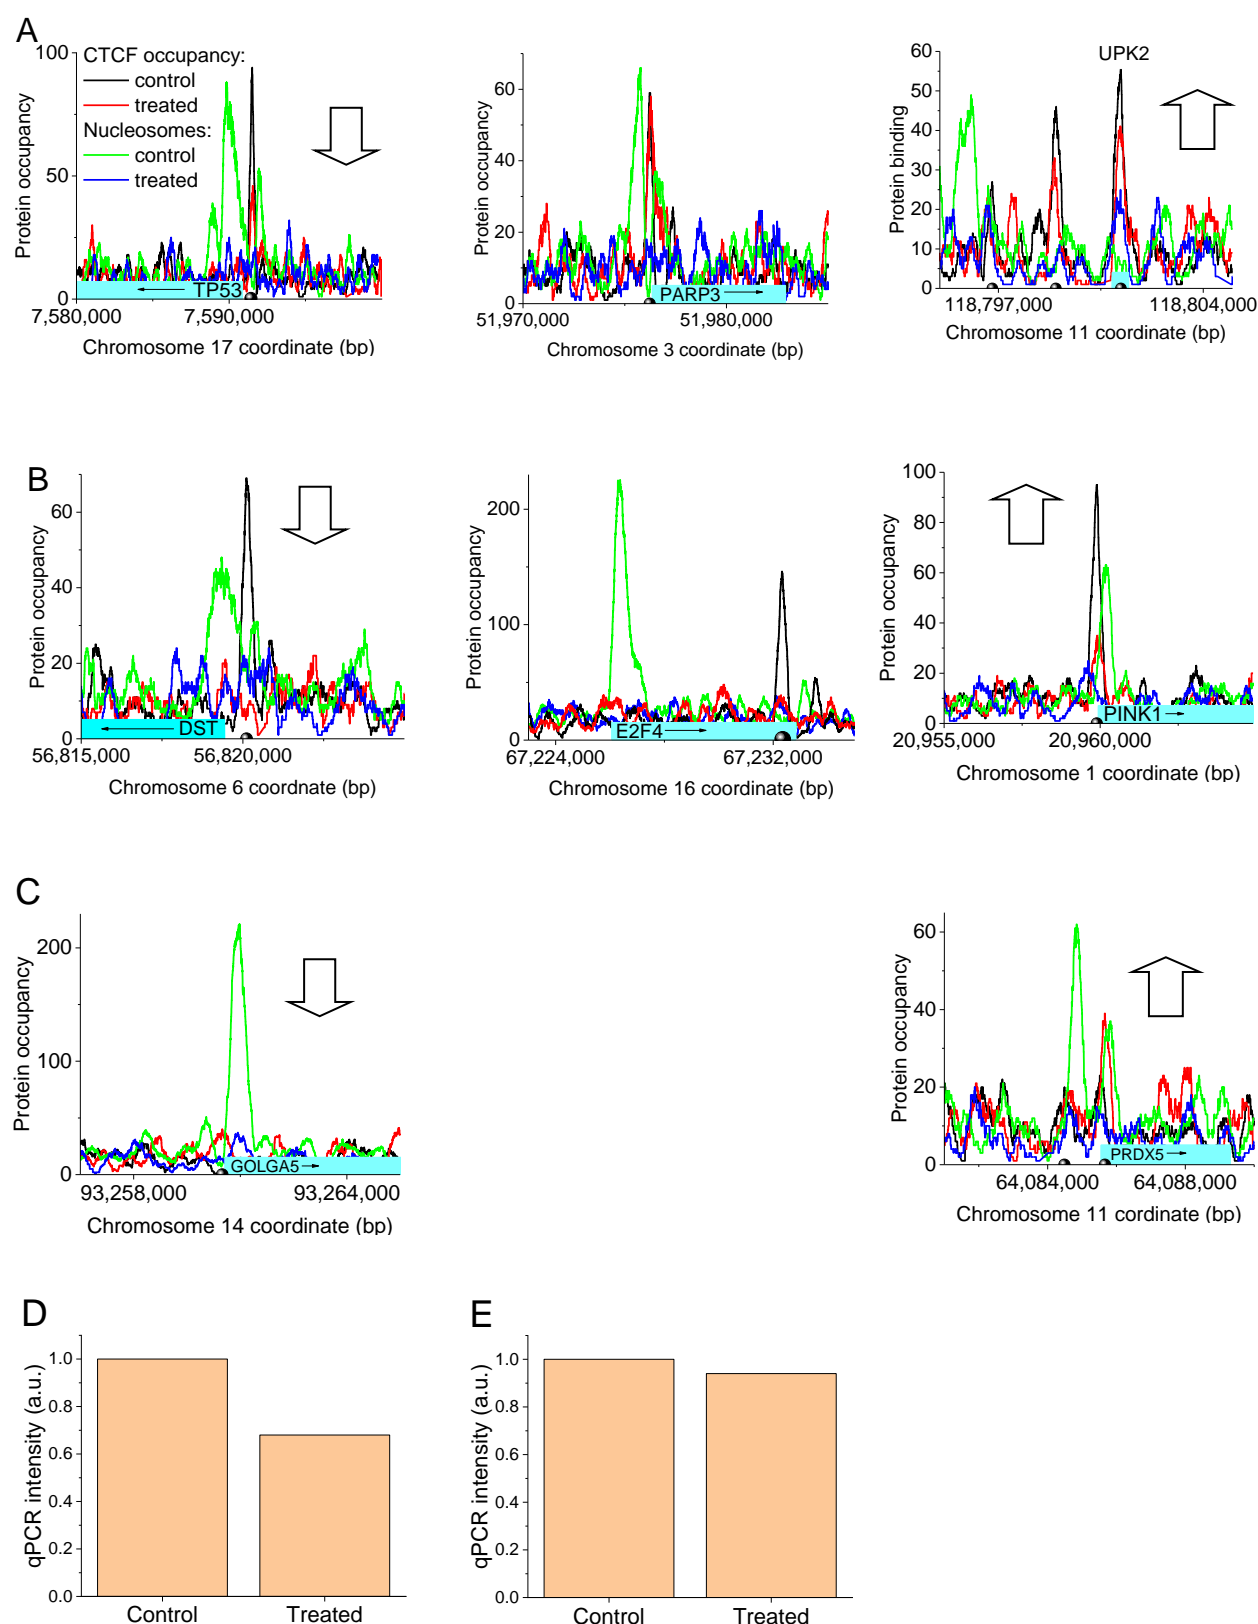 A
Protein occupancy
100
50
0
CTCF occupancy:
control
treated
Nucleosomes:
control
treated
TP53
7,580,000
7,590,000
Chromosome 17 coordinate (bp)
Protein occupancy
60
40
20
0
PARP3
51,970,000
51,980,000
Chromosome 3 coordinate (bp)
Protein binding
60
50
40
30
20
10
0
UPK2
118,797,000
118,804,000
Chromosome 11 coordinate (bp)
B
Protein occupancy
60
40
20
0
DST
56,815,000
56,820,000
Chromosome 6 coordnate (bp)
Protein occupancy
200
100
0
E2F4
67,224,000
67,232,000
Chromosome 16 coordinate (bp)
Protein occupancy
100
80
60
40
20
0
PINK1
20,955,000
20,960,000
Chromosome 1 coordinate (bp)
C
Protein occupancy
200
100
0
GOLGA5
93,258,000
93,264,000
Chromosome 14 coordinate (bp)
Protein occupancy
60
40
20
0
PRDX5
64,084,000
64,088,000
Chromosome 11 cordinate (bp)
D
qPCR intensity (a.u.)
1.0
0.8
0.6
0.4
0.2
0.0
Control
Treated
E
qPCR intensity (a.u.)
1.0
0.8
0.6
0.4
0.2
0.0
Control
Treated